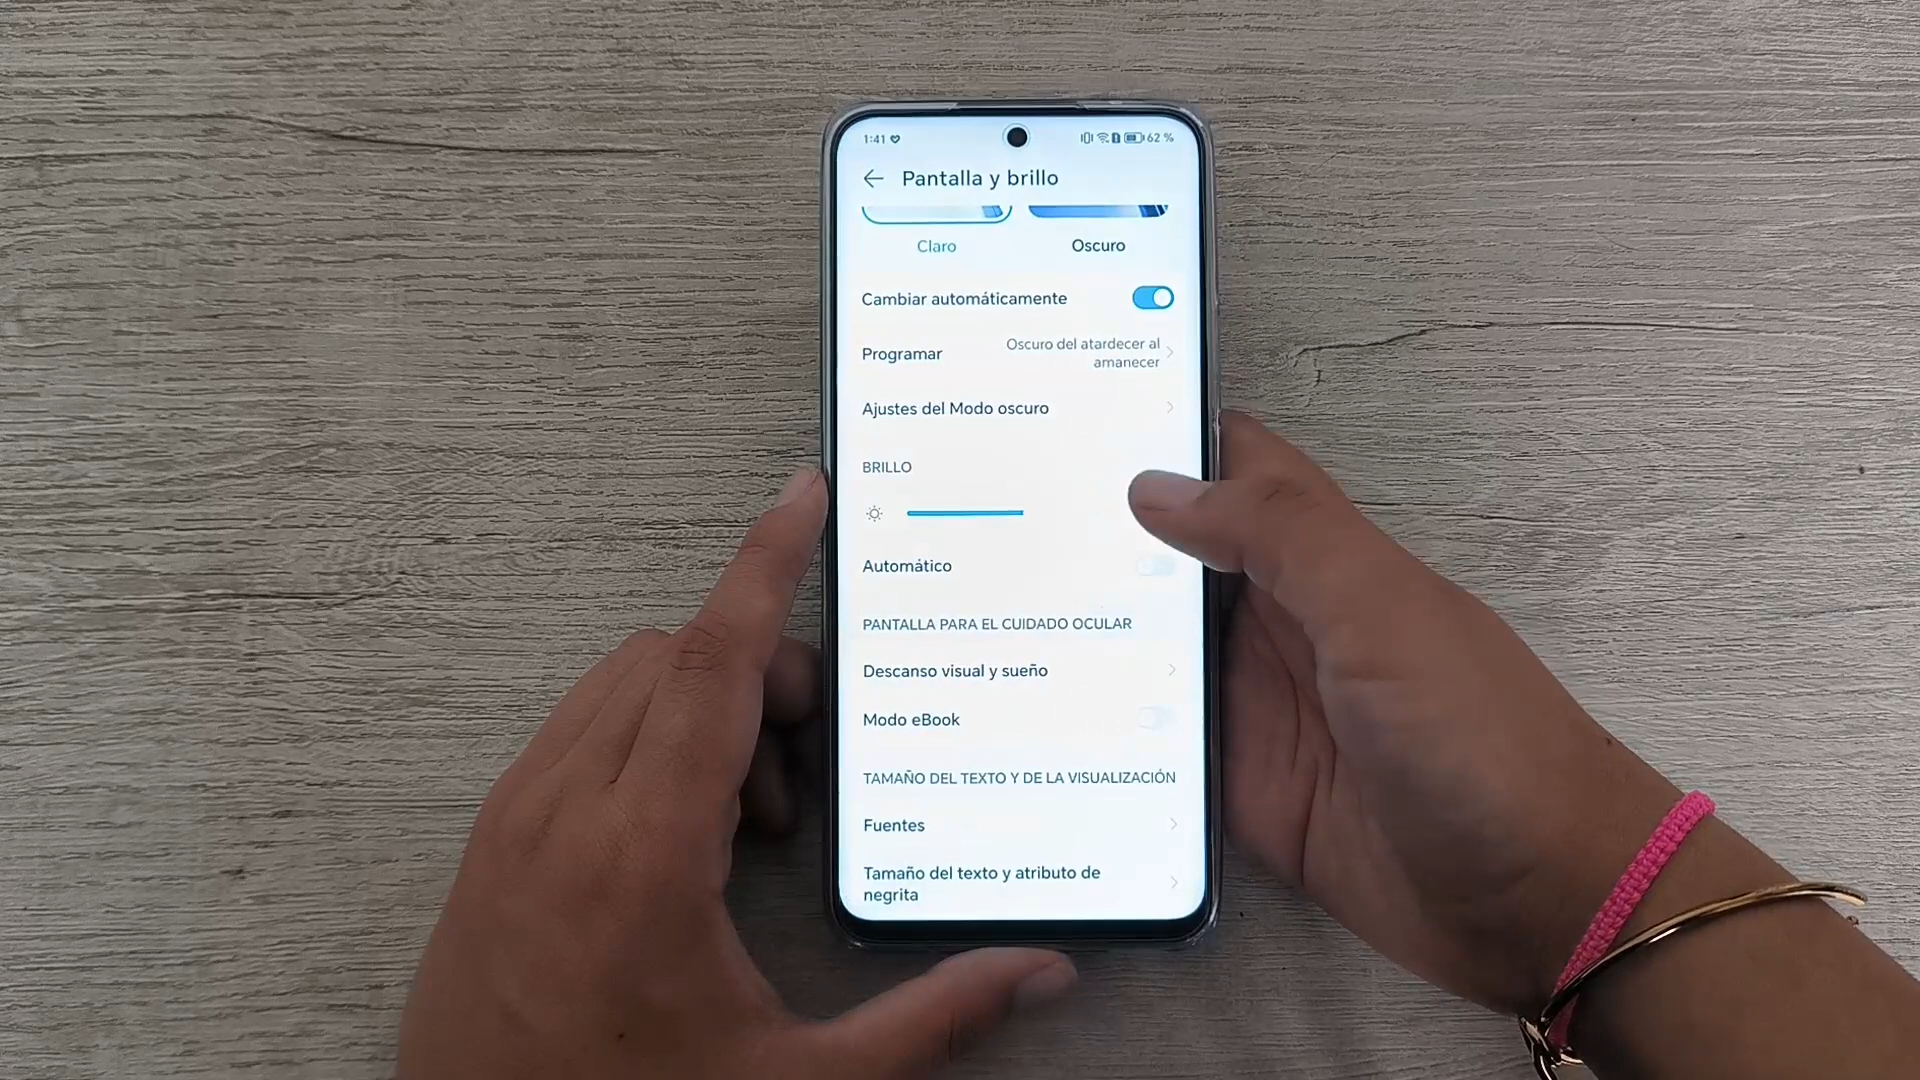 1:41 62 %
Pantalla y brillo
Claro Oscuro
Cambiar automáticamente
Programar Oscuro del atardecer al
amanecer
Ajustes del Modo oscuro
BRILLO
Automático
PANTALLA PARA EL CUIDADO OCULAR
Descanso visual y sueño
Modo eBook
TAMAÑO DEL TEXTO Y DE LA VISUALIZACIÓN
Fuentes
Tamaño del texto y atributo de
negrita